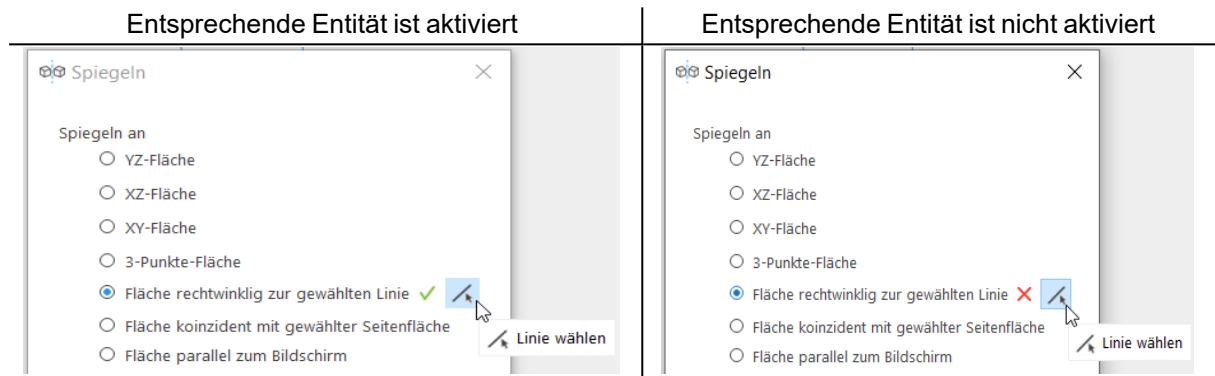 Entsprechende Entität ist aktiviert
Spiegeln
Spiegeln an
YZ-Fläche
XZ-Fläche
XY-Fläche
3-Punkte-Fläche
Fläche rechtwinklig zur gewählten Linie
Fläche koinzident mit gewählter Seitenfläche
Linie wählen
Fläche parallel zum Bildschirm
Entsprechende Entität ist nicht aktiviert
Spiegeln
Spiegeln an
YZ-Fläche
XZ-Fläche
XY-Fläche
3-Punkte-Fläche
Fläche rechtwinklig zur gewählten Linie
Fläche koinzident mit gewählter Seitenfläche
Linie wählen
Fläche parallel zum Bildschirm